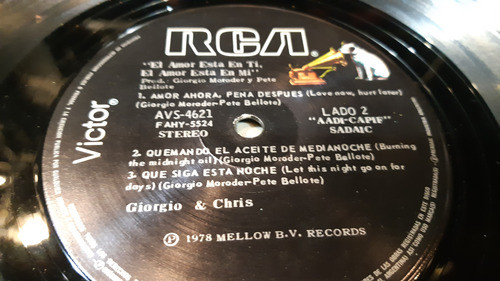 RCA
Victor
"El Amor Esta En Ti,
El Amor Esta En Mi"
Prod.: Giorgio Moroder y Pete
Bellote
1. AMOR AHORA, PENA DESPUES (Love now, hurt later)
(Giorgio Moroder-Pete Bellote)
AVS-4621
F AHY-5524
STEREO
LADO 2
"AADI-CAPIF"
SADAIC
2. QUEMANDO EL ACEITE DE MEDIANOCHE (Burning
the midnight oil) (Giorgio Moroder-Pete
Bellote)
3. QUE SIGA ESTA NOCHE (Let this night go on for
days) (Giorgio Moroder-Pete Bellote)
Giorgio & Chris
Ⓟ 1978 MELLOW B.V. RECORDS